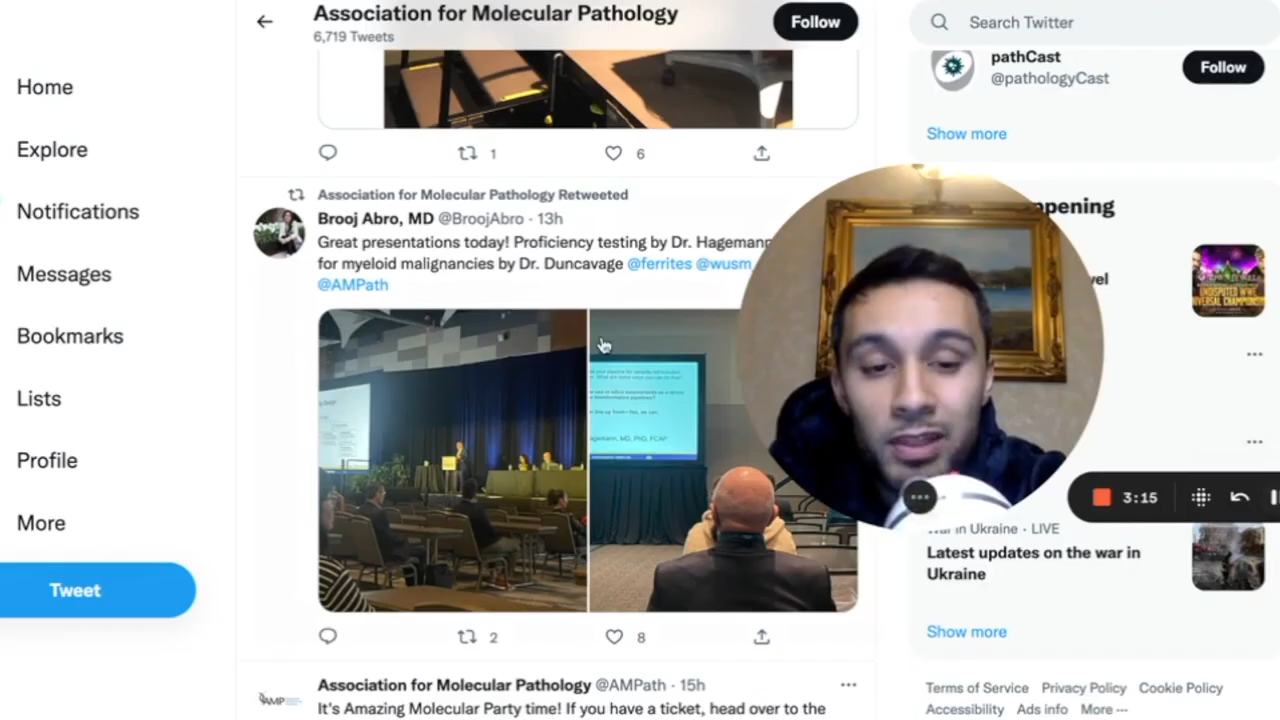 Association for Molecular Pathology
6,719 Tweets
Follow
Search Twitter
Home
Explore
Notifications
Messages
Bookmarks
Lists
Profile
More
Tweet
1
6
Association for Molecular Pathology Retweeted
Brooj Abro, MD @BroojAbro · 13h
Great presentations today! Proficiency testing by Dr. Hagemann
for myeloid malignancies by Dr. Duncavage @ferrites @wusm
@AMPath
2
8
AMP
Association for Molecular Pathology @AMPath · 15h
It's Amazing Molecular Party time! If you have a ticket, head over to the
pathCast
@pathologyCast
Follow
Show more
ppening
vel
UNDISPUTED WWE
3:15
War in Ukraine · LIVE
Latest updates on the war in
Ukraine
Show more
Terms of Service Privacy Policy Cookie Policy
Accessibility Ads info More